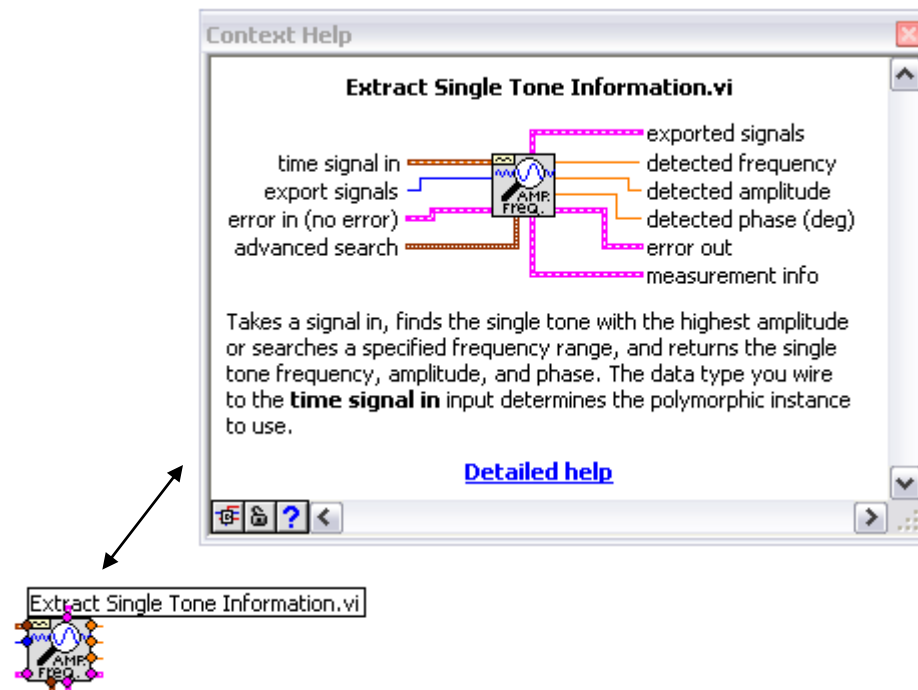 Context Help
Extract Single Tone Information.vi
exported signals
time signal in
detected frequency
export signals
detected amplitude
error in (no error)
detected phase (deg)
advanced search
error out
measurement info
AMP.
Freq.
Takes a signal in, finds the single tone with the highest amplitude
or searches a specified frequency range, and returns the single
tone frequency, amplitude, and phase. The data type you wire
to the time signal in input determines the polymorphic instance
to use.
Detailed help
?
Extract Single Tone Information.vi
AMP.
Freq.